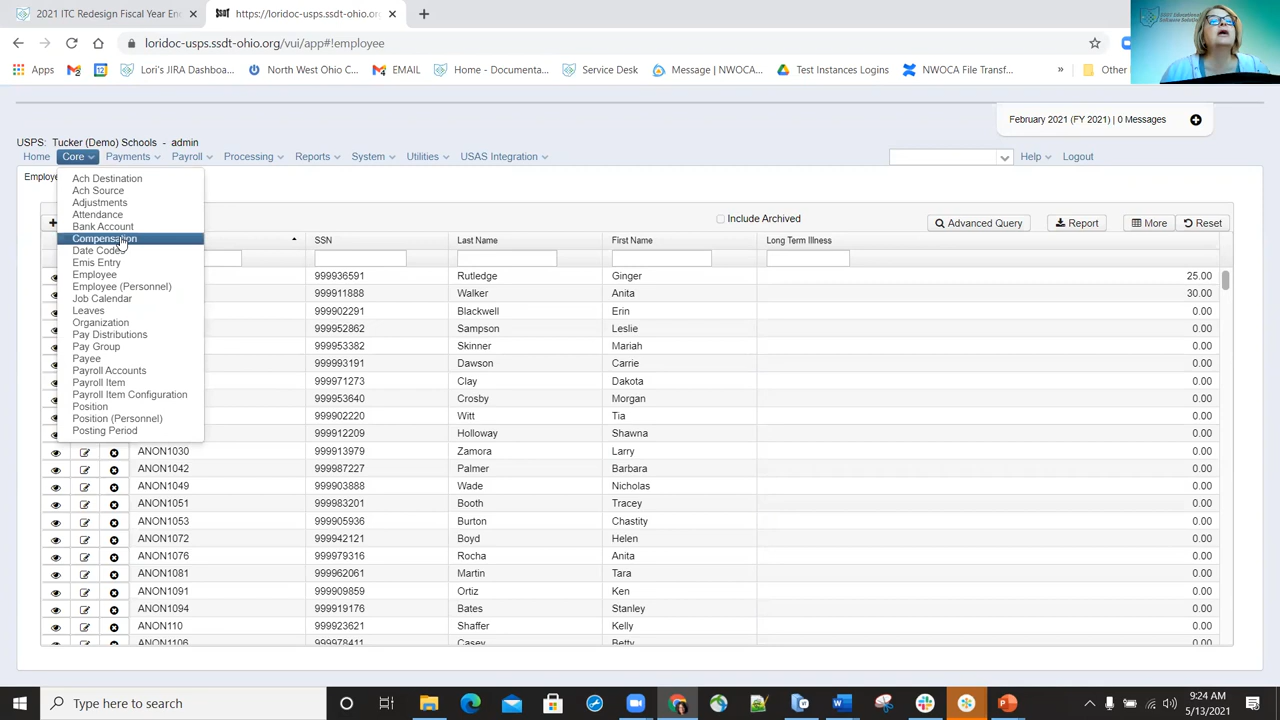 2021 ITC Redesign Fiscal Year En
https://loridoc-usps.ssdt-ohio.org
loridoc-usps.ssdt-ohio.org/vui/app#!employee
Apps
Lori's JIRA Dashboa...
North West Ohio C...
EMAIL
Home - Documenta...
Service Desk
Message | NWOCA...
Test Instances Logins
NWOCA File Transf...
»
Other
February 2021 (FY 2021) | 0 Messages
USPS: Tucker (Demo) Schools - admin
Home
Core
Payments
Payroll
Processing
Reports
System
Utilities
USAS Integration
Help
Logout
Employe
Ach Destination
Ach Source
Adjustments
Attendance
Bank Account
Compensation
Date Codes
Emis Entry
Employee
Employee (Personnel)
Job Calendar
Leaves
Organization
Pay Distributions
Pay Group
Payee
Payroll Accounts
Payroll Item
Payroll Item Configuration
Position
Position (Personnel)
Posting Period
Include Archived
Advanced Query
Report
More
Reset
SSN Last Name First Name Long Term Illness
999936591 Rutledge Ginger 25.00
999911888 Walker Anita 30.00
999902291 Blackwell Erin 0.00
999952862 Sampson Leslie 0.00
999953382 Skinner Mariah 0.00
999993191 Dawson Carrie 0.00
999971273 Clay Dakota 0.00
999953640 Crosby Morgan 0.00
999902220 Witt Tia 0.00
999912209 Holloway Shawna 0.00
ANON1030 999913979 Zamora Larry 0.00
ANON1042 999987227 Palmer Barbara 0.00
ANON1049 999903888 Wade Nicholas 0.00
ANON1051 999983201 Booth Tracey 0.00
ANON1053 999905936 Burton Chastity 0.00
ANON1072 999942121 Boyd Helen 0.00
ANON1076 999979316 Rocha Anita 0.00
ANON1081 999962061 Martin Tara 0.00
ANON1091 999909859 Ortiz Ken 0.00
ANON1094 999919176 Bates Stanley 0.00
ANON110 999923621 Shaffer Kelly 0.00
ANON1106 999978411 Casey Betty 0.00
Type here to search
9:24 AM
5/13/2021